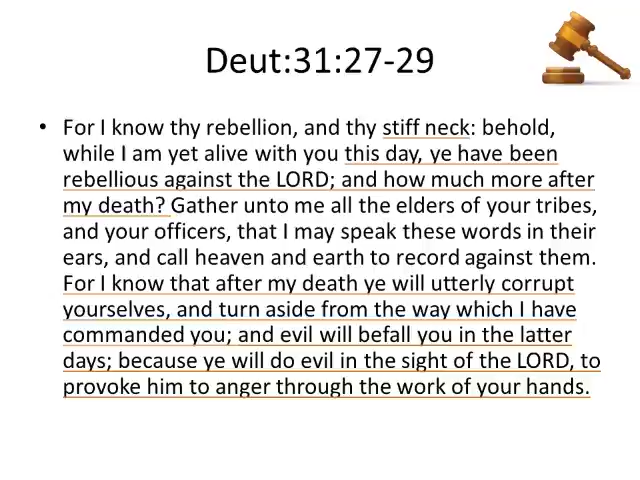 Deut:31:27-29
• For I know thy rebellion, and thy stiff neck: behold,
while I am yet alive with you this day, ye have been
rebellious against the LORD; and how much more after
my death? Gather unto me all the elders of your tribes,
and your officers, that I may speak these words in their
ears, and call heaven and earth to record against them.
For I know that after my death ye will utterly corrupt
yourselves, and turn aside from the way which I have
commanded you; and evil will befall you in the latter
days; because ye will do evil in the sight of the LORD, to
provoke him to anger through the work of your hands.